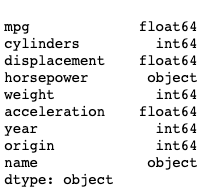 mpg             float64
cylinders         int64
displacement    float64
horsepower       object
weight            int64
acceleration    float64
year              int64
origin            int64
name             object
dtype: object